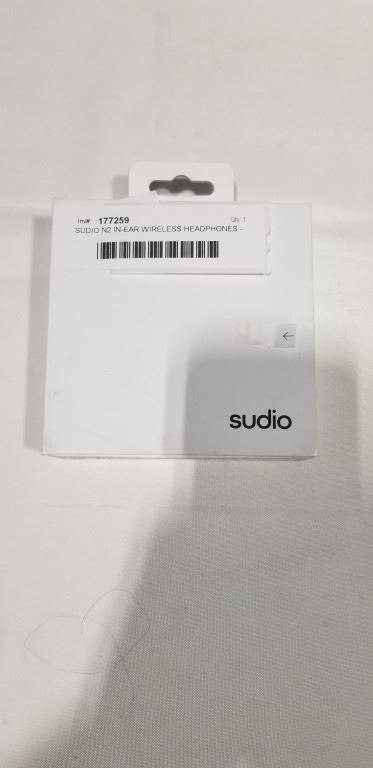 Inv#: 177259 Qty: 1
SUDIO N2 IN-EAR WIRELESS HEADPHONES -
sudio